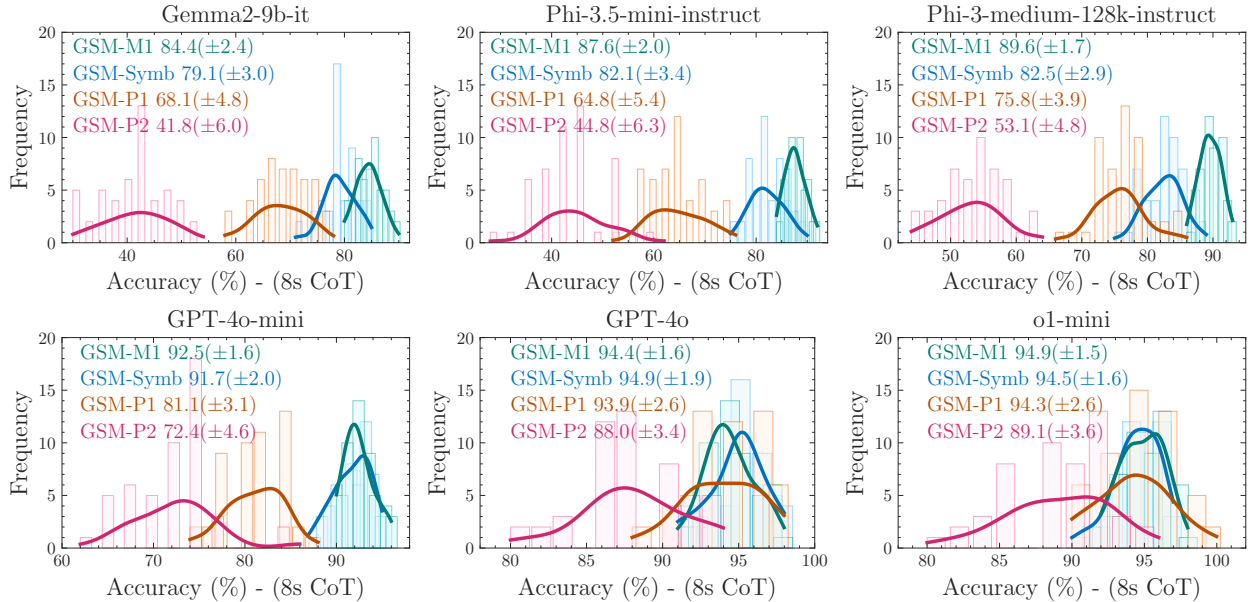 Gemma2-9b-it
20
15
10
5
0
Frequency
GSM-M1 84.4(±2.4)
GSM-Symb 79.1(±3.0)
GSM-P1 68.1(±4.8)
GSM-P2 41.8(±6.0)
40
60
80
Accuracy (%) - (8s CoT)
Phi-3.5-mini-instruct
20
15
10
5
0
Frequency
GSM-M1 87.6(±2.0)
GSM-Symb 82.1(±3.4)
GSM-P1 64.8(±5.4)
GSM-P2 44.8(±6.3)
40
60
80
Accuracy (%) - (8s CoT)
Phi-3-medium-128k-instruct
20
15
10
5
0
Frequency
GSM-M1 89.6(±1.7)
GSM-Symb 82.5(±2.9)
GSM-P1 75.8(±3.9)
GSM-P2 53.1(±4.8)
50
60
70
80
90
Accuracy (%) - (8s CoT)
GPT-4o-mini
20
15
10
5
0
Frequency
GSM-M1 92.5(±1.6)
GSM-Symb 91.7(±2.0)
GSM-P1 81.1(±3.1)
GSM-P2 72.4(±4.6)
60
70
80
90
Accuracy (%) - (8s CoT)
GPT-4o
20
15
10
5
0
Frequency
GSM-M1 94.4(±1.6)
GSM-Symb 94.9(±1.9)
GSM-P1 93.9(±2.6)
GSM-P2 88.0(±3.4)
80
85
90
95
100
Accuracy (%) - (8s CoT)
o1-mini
20
15
10
5
0
Frequency
GSM-M1 94.9(±1.5)
GSM-Symb 94.5(±1.6)
GSM-P1 94.3(±2.6)
GSM-P2 89.1(±3.6)
80
85
90
95
100
Accuracy (%) - (8s CoT)